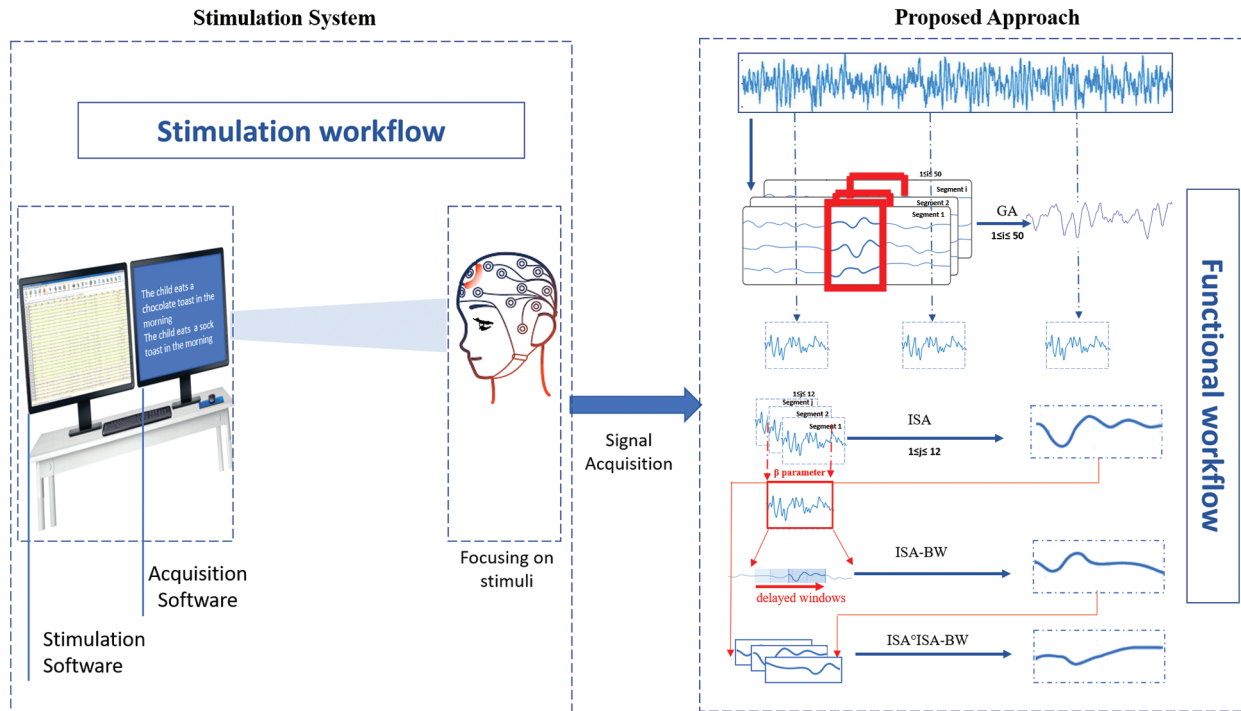 Stimulation System
Stimulation workflow
The child eats a
chocolate toast in the
morning
The child eats a sock
toast in the morning
Acquisition
Software
Stimulation
Software
Focusing on
stimuli
Signal
Acquisition
Proposed Approach
1≤i≤ 50
Segment i
Segment 2
Segment 1
GA
1≤i≤ 50
1≤j≤ 12
Segment j
Segment 2
Segment 1
ISA
1≤j≤ 12
β parameter
ISA-BW
delayed windows
ISA°ISA-BW
Functional workflow